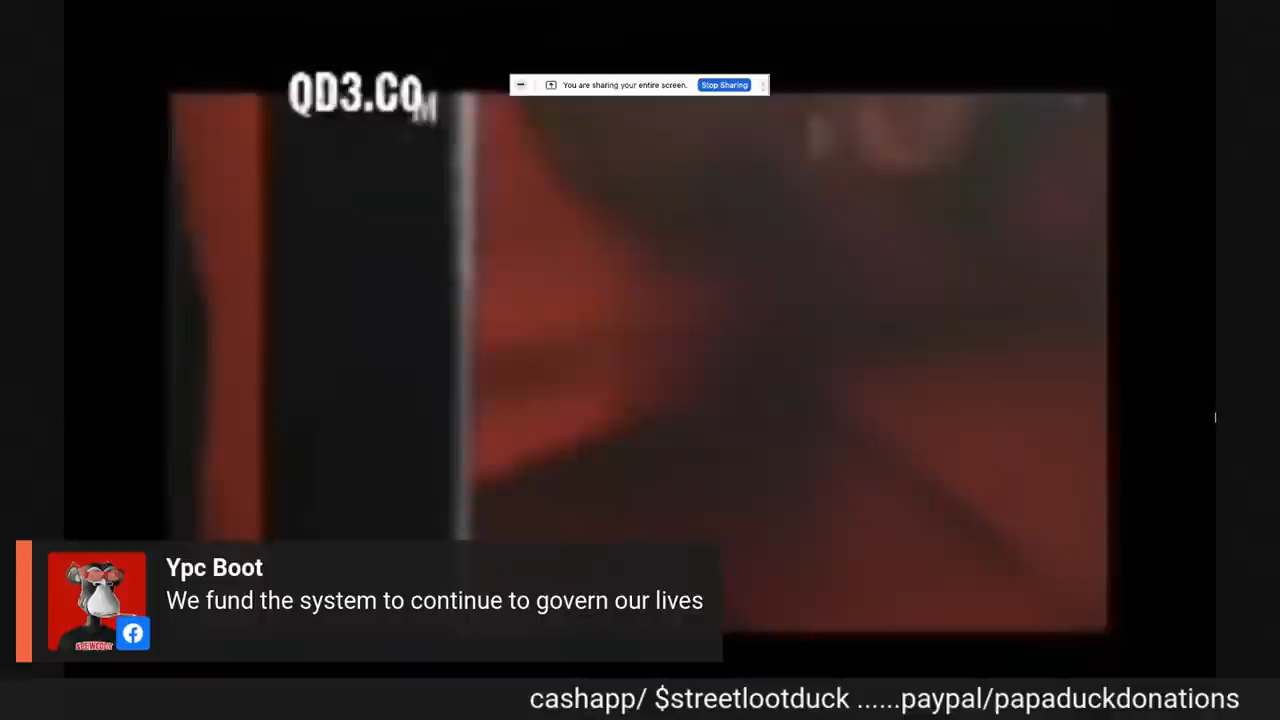 QD3.COM
You are sharing your entire screen. Stop Sharing
Ypc Boot
We fund the system to continue to govern our lives
cashapp/ $streetlootduck ......paypal/papaduckdonations